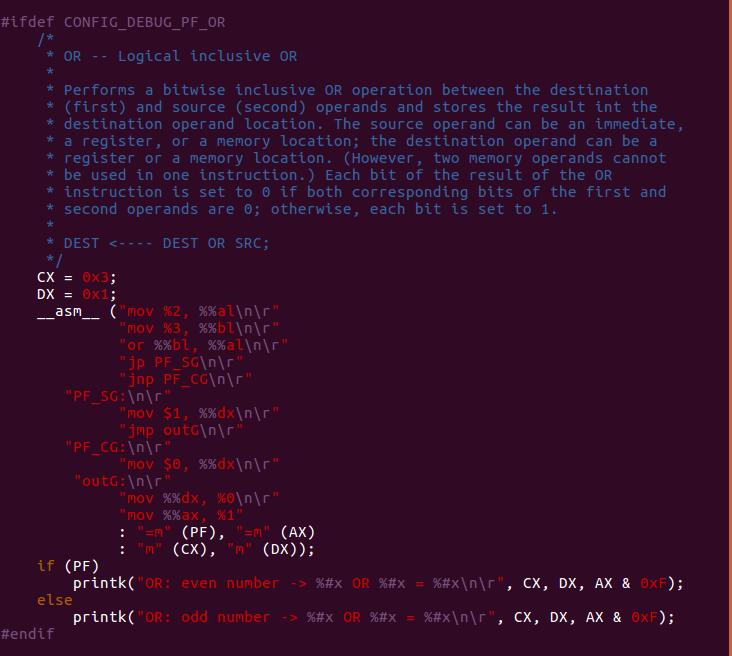 #ifdef CONFIG_DEBUG_PF_OR
    /*
     * OR -- Logical inclusive OR
     *
     * Performs a bitwise inclusive OR operation between the destination
     * (first) and source (second) operands and stores the result int the
     * destination operand location. The source operand can be an immediate,
     * a register, or a memory location; the destination operand can be a
     * register or a memory location. (However, two memory operands cannot
     * be used in one instruction.) Each bit of the result of the OR
     * instruction is set to 0 if both corresponding bits of the first and
     * second operands are 0; otherwise, each bit is set to 1.
     *
     * DEST <---- DEST OR SRC;
     */
    CX = 0x3;
    DX = 0x1;
    __asm__ ("mov %2, %%al\n\r"
             "mov %3, %%bl\n\r"
             "or %%bl, %%al\n\r"
             "jp PF_SG\n\r"
             "jnp PF_CG\n\r"
       "PF_SG:\n\r"
             "mov $1, %%dx\n\r"
             "jmp outG\n\r"
       "PF_CG:\n\r"
             "mov $0, %%dx\n\r"
        "outG:\n\r"
             "mov %%dx, %0\n\r"
             "mov %%ax, %1"
             : "=m" (PF), "=m" (AX)
             : "m" (CX), "m" (DX));
    if (PF)
        printk("OR: even number -> %#x OR %#x = %#x\n\r", CX, DX, AX & 0xF);
    else
        printk("OR: odd number -> %#x OR %#x = %#x\n\r", CX, DX, AX & 0xF);
#endif